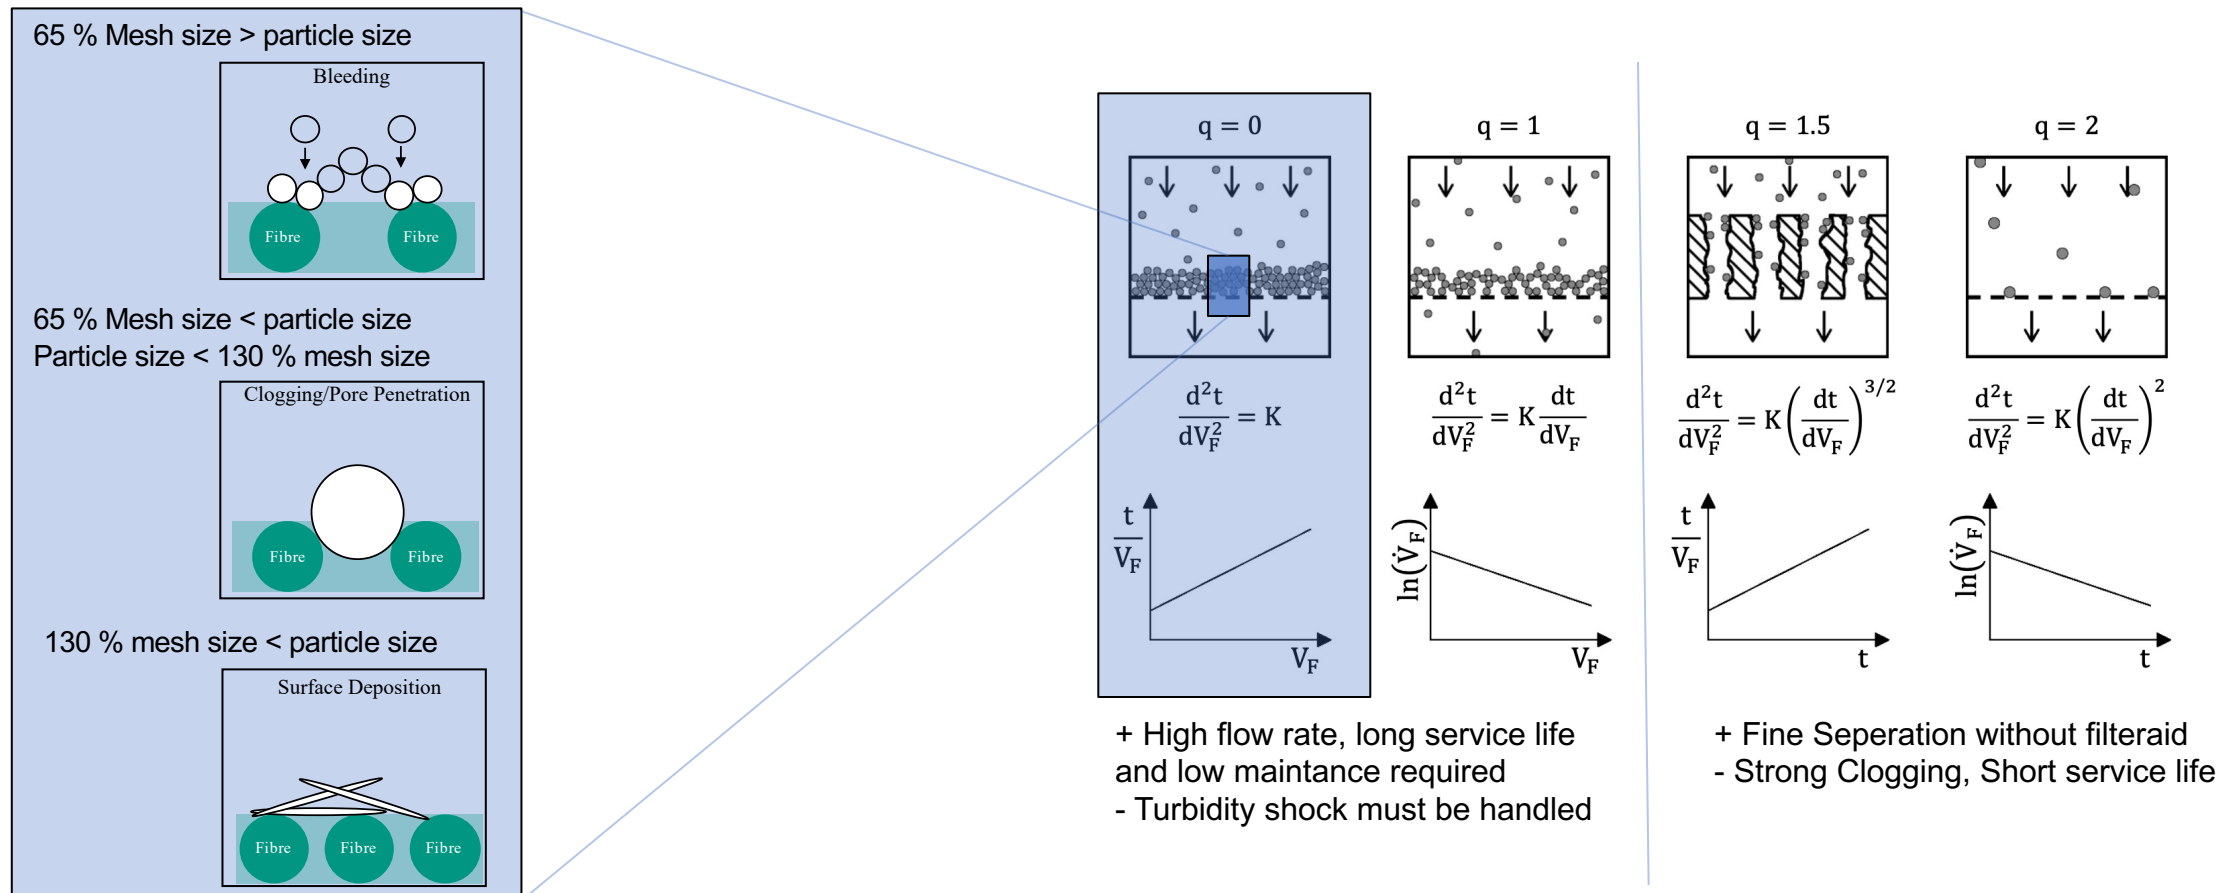 65 % Mesh size > particle size
Bleeding
Fibre
Fibre
65 % Mesh size < particle size
Particle size < 130 % mesh size
Clogging/Pore Penetration
Fibre
Fibre
130 % mesh size < particle size
Surface Deposition
Fibre
Fibre
Fibre
q = 0
d²t/dV_F² = K
t/V_F
V_F
q = 1
d²t/dV_F² = K dt/dV_F
ln(V̇_F)
V_F
+ High flow rate, long service life
and low maintance required
- Turbidity shock must be handled
q = 1.5
d²t/dV_F² = K(dt/dV_F)^3/2
t/V_F
t
q = 2
d²t/dV_F² = K(dt/dV_F)²
ln(V̇_F)
t
+ Fine Seperation without filteraid
- Strong Clogging, Short service life